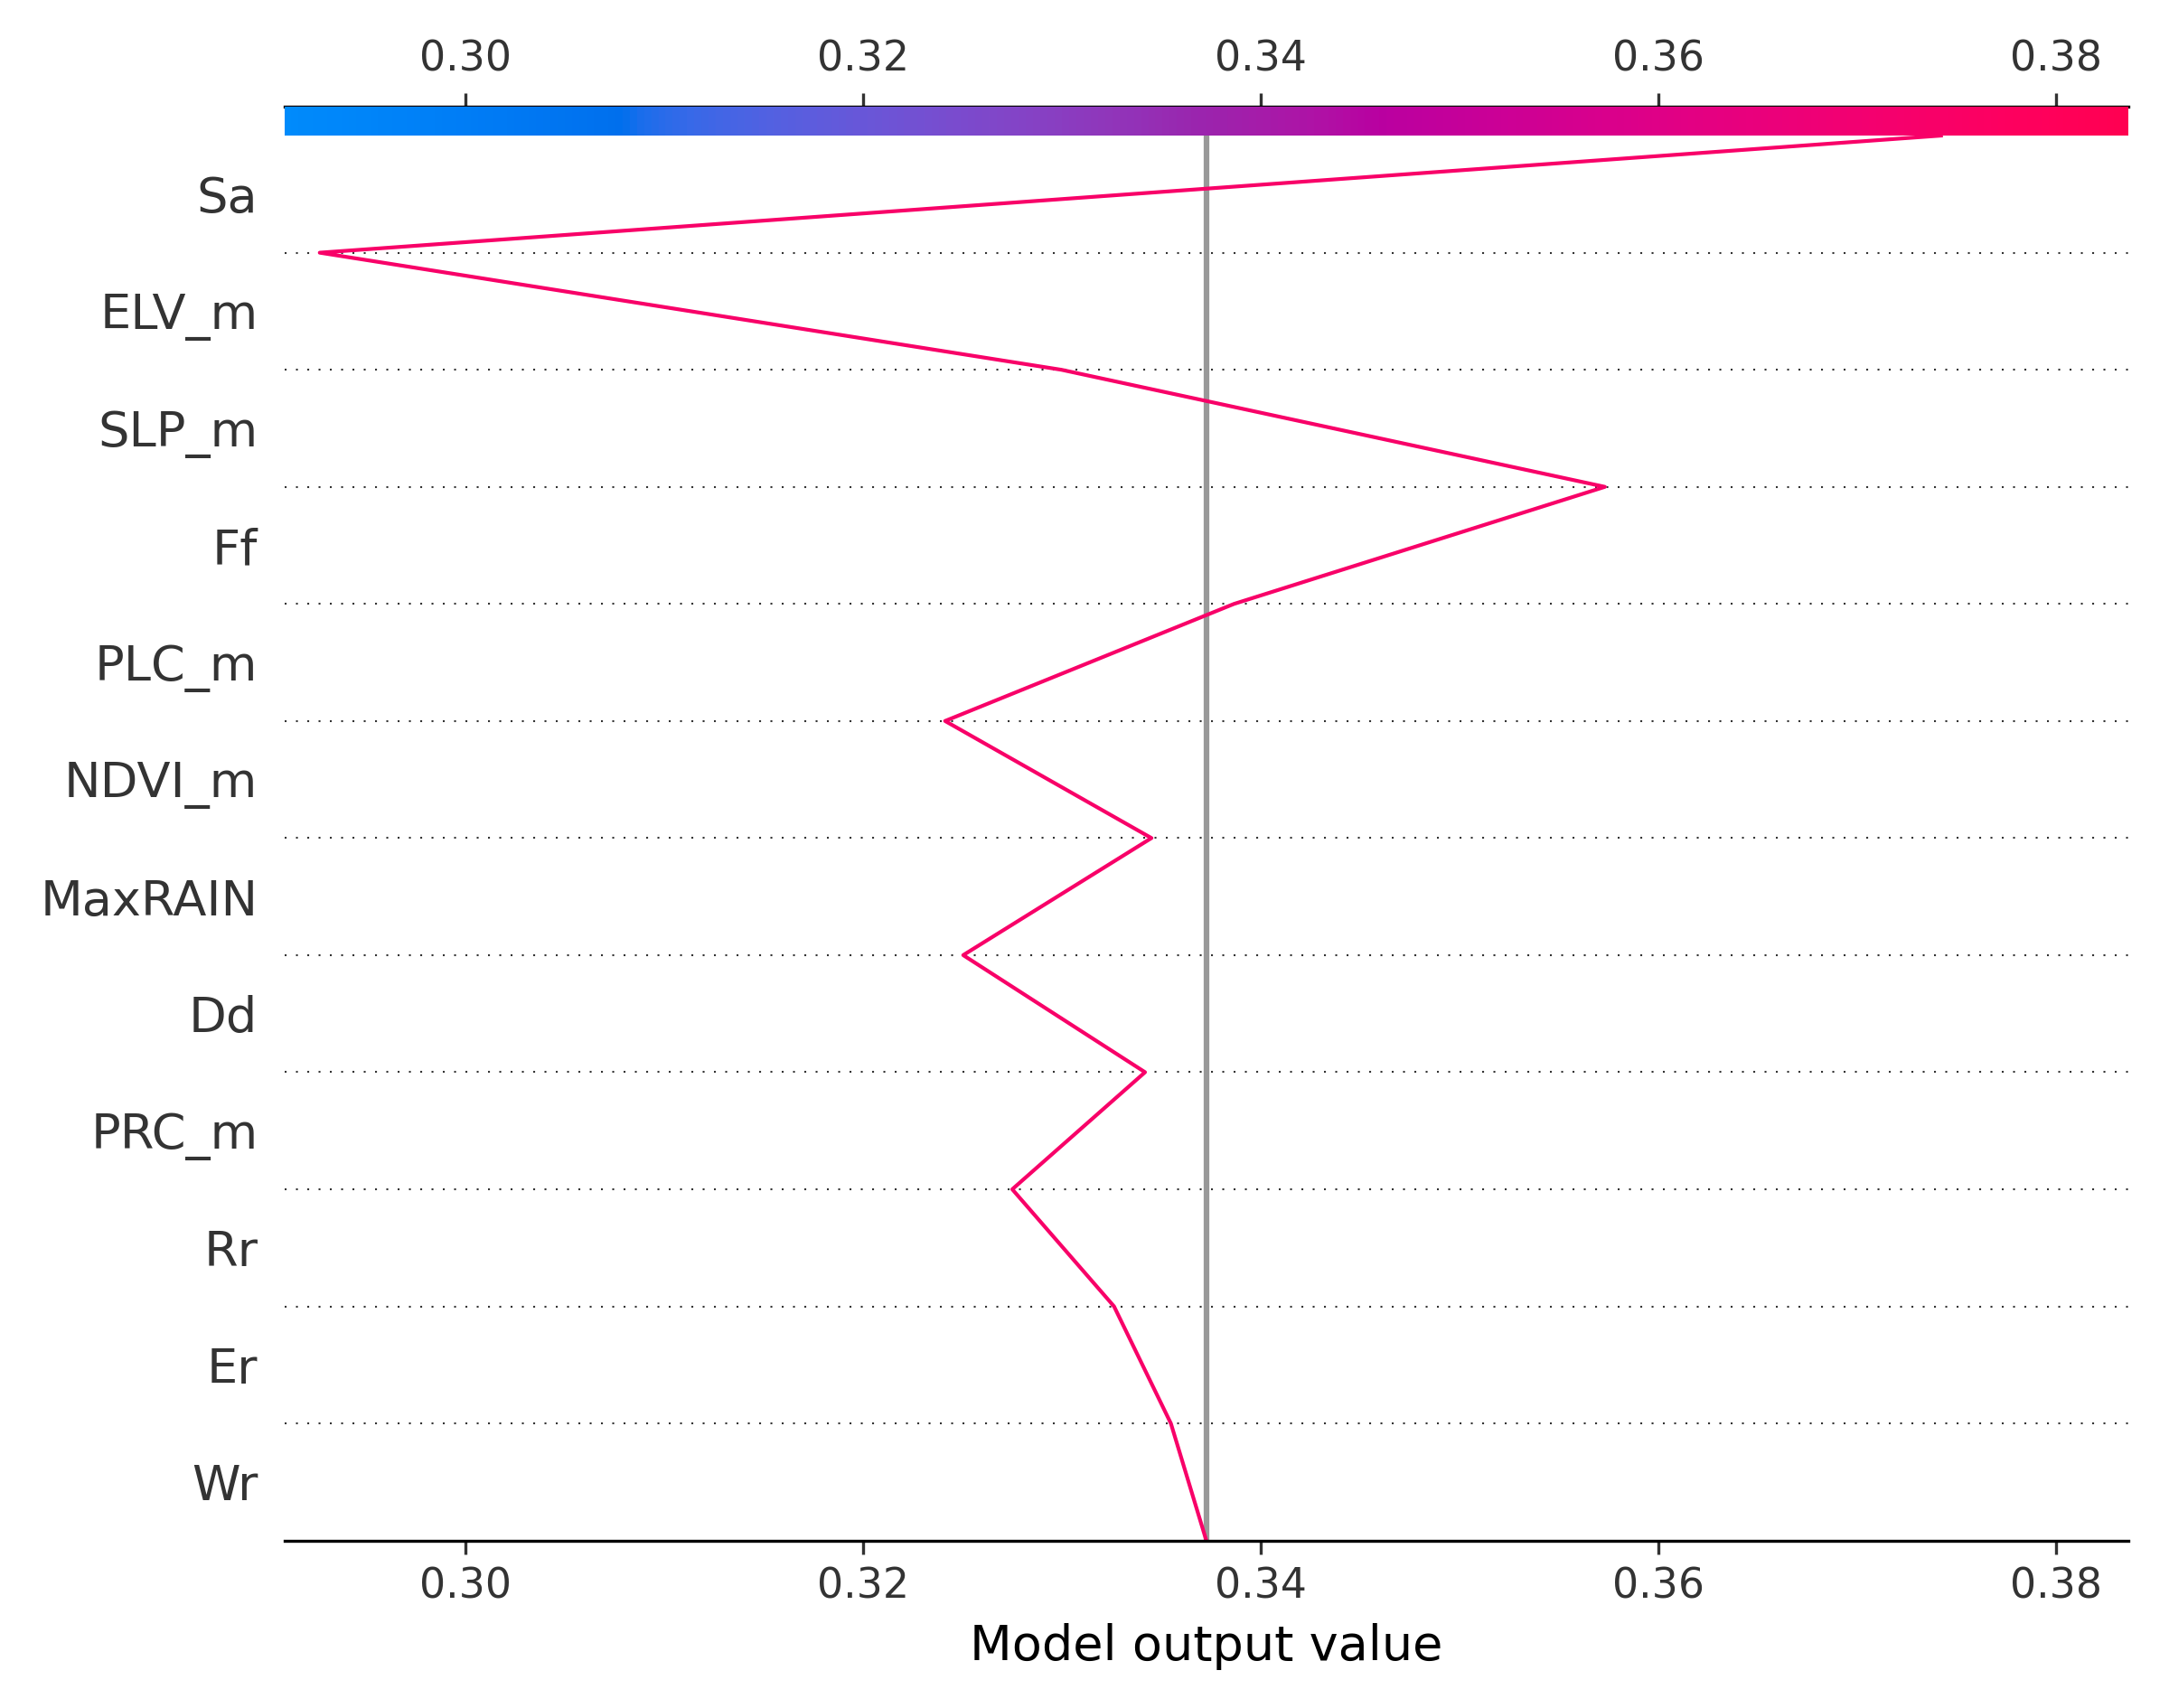 0.30 0.32 0.34 0.36 0.38
Sa
ELV_m
SLP_m
Ff
PLC_m
NDVI_m
MaxRAIN
Dd
PRC_m
Rr
Er
Wr
0.30 0.32 0.34 0.36 0.38
Model output value